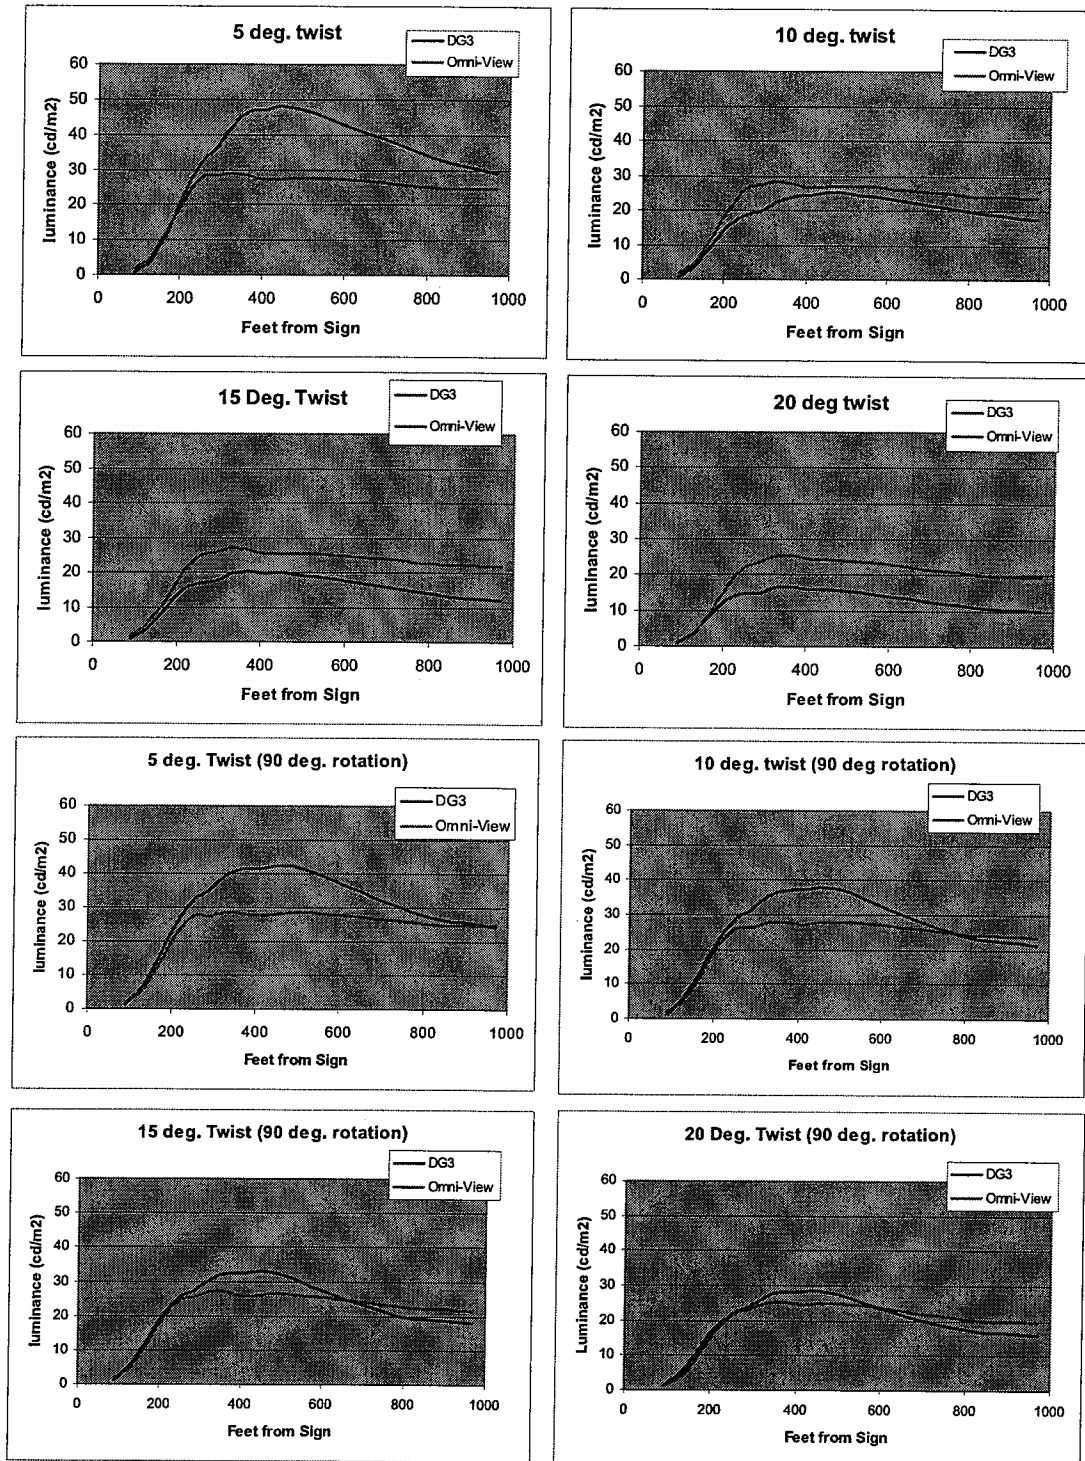 5 deg. twist
DG3
Omni-View
60
50
40
30
20
10
0
luminance (cd/m2)
0 200 400 600 800 1000
Feet from Sign
10 deg. twist
DG3
Omni-View
60
50
40
30
20
10
0
luminance (cd/m2)
0 200 400 600 800 1000
Feet from Sign
15 Deg. Twist
DG3
Omni-View
60
50
40
30
20
10
0
luminance (cd/m2)
0 200 400 600 800 1000
Feet from Sign
20 deg twist
DG3
Omni-View
60
50
40
30
20
10
0
luminance (cd/m2)
0 200 400 600 800 1000
Feet from Sign
5 deg. Twist (90 deg. rotation)
DG3
Omni-View
60
50
40
30
20
10
0
luminance (cd/m2)
0 200 400 600 800 1000
Feet from Sign
10 deg. twist (90 deg rotation)
DG3
Omni-View
60
50
40
30
20
10
0
luminance (cd/m2)
0 200 400 600 800 1000
Feet from Sign
15 deg. Twist (90 deg. rotation)
DG3
Omni-View
60
50
40
30
20
10
0
luminance (cd/m2)
0 200 400 600 800 1000
Feet from Sign
20 Deg. Twist (90 deg. rotation)
DG3
Omni-View
60
50
40
30
20
10
0
Luminance (cd/m2)
0 200 400 600 800 1000
Feet from Sign